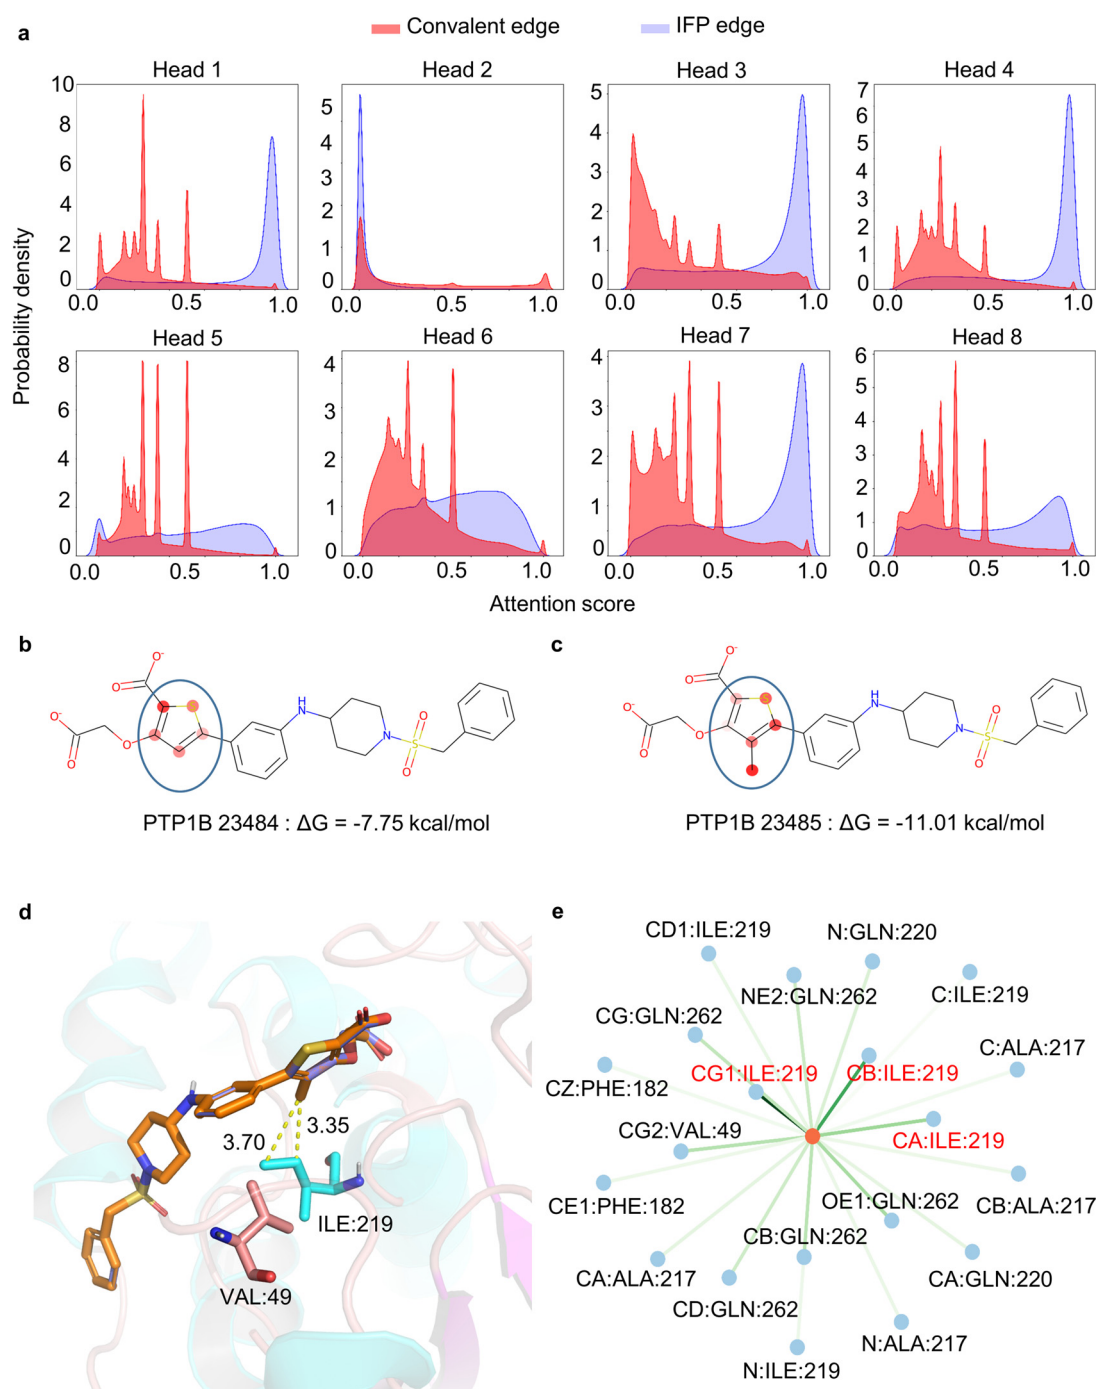 a
Convalent edge
IFP edge
Head 1
Head 2
Head 3
Head 4
10
8
6
4
2
0
0.0 0.5 1.0
5
4
3
2
1
0
0.0 0.5 1.0
5
4
3
2
1
0
0.0 0.5 1.0
7
6
5
4
3
2
1
0
0.0 0.5 1.0
Probability density
Head 5
Head 6
Head 7
Head 8
8
6
4
2
0
0.0 0.5 1.0
4
3
2
1
0
0.0 0.5 1.0
4
3
2
1
0
0.0 0.5 1.0
6
5
4
3
2
1
0
0.0 0.5 1.0
Attention score
b
O-
O
O-
O
O
S
H
N
N
O
S
O
PTP1B 23484 : ΔG = -7.75 kcal/mol
c
O-
O
O-
O
O
S
H
N
N
O
S
O
PTP1B 23485 : ΔG = -11.01 kcal/mol
d
3.70
3.35
ILE:219
VAL:49
e
CD1:ILE:219
N:GLN:220
NE2:GLN:262
C:ILE:219
CG:GLN:262
C:ALA:217
CZ:PHE:182
CG1:ILE:219
CB:ILE:219
CG2:VAL:49
CA:ILE:219
CE1:PHE:182
OE1:GLN:262
CB:ALA:217
CB:GLN:262
CA:ALA:217
CA:GLN:220
CD:GLN:262
N:ALA:217
N:ILE:219